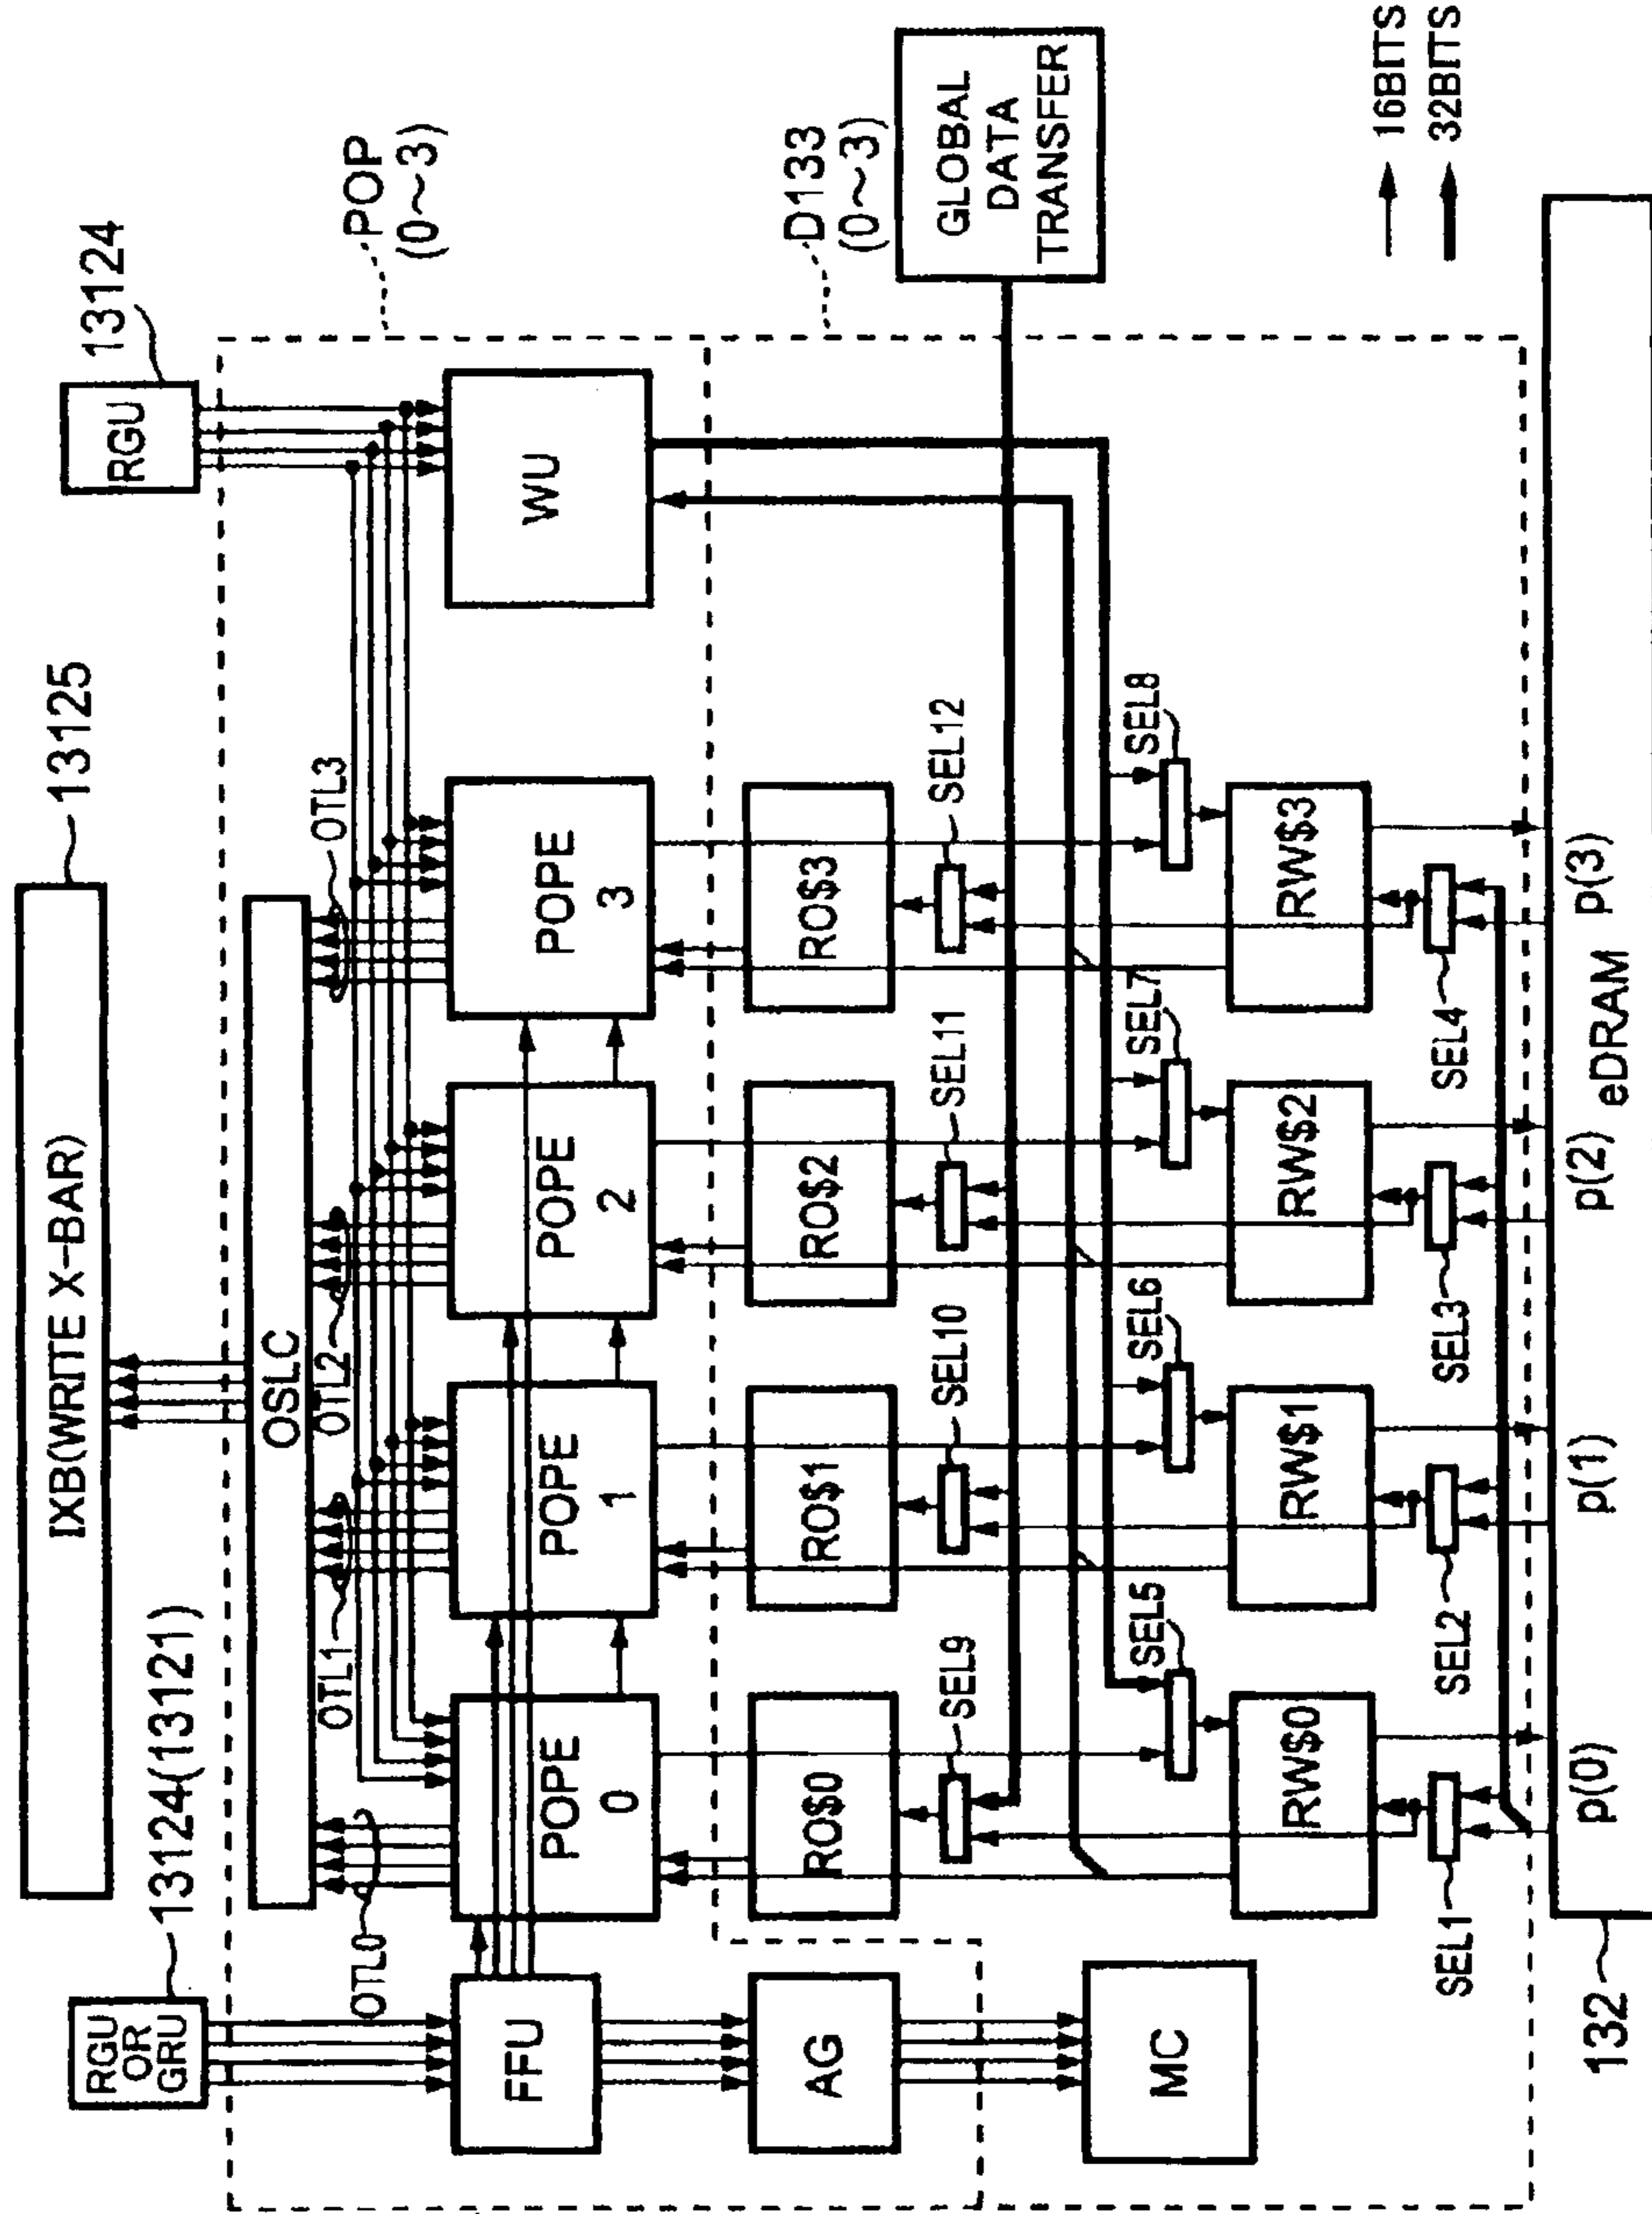 IXB(WRITE X-BAR)
13125
13124(13121)
RGU
OR
GRU
RGU
13124
OSLC
POP
(0~3)
OTL0
OTL1
OTL2
OTL3
FFU
POPE
0
POPE
1
POPE
2
POPE
3
WU
D133
(0~3)
AG
RO$0
RO$1
RO$2
RO$3
SEL9
SEL10
SEL11
SEL12
GLOBAL
DATA
TRANSFER
MC
SEL5
SEL6
SEL7
SEL8
RW$0
RW$1
RW$2
RW$3
SEL1
SEL2
SEL3
SEL4
16BITS
32BITS
132
p(0)
p(1)
p(2)
eDRAM
p(3)